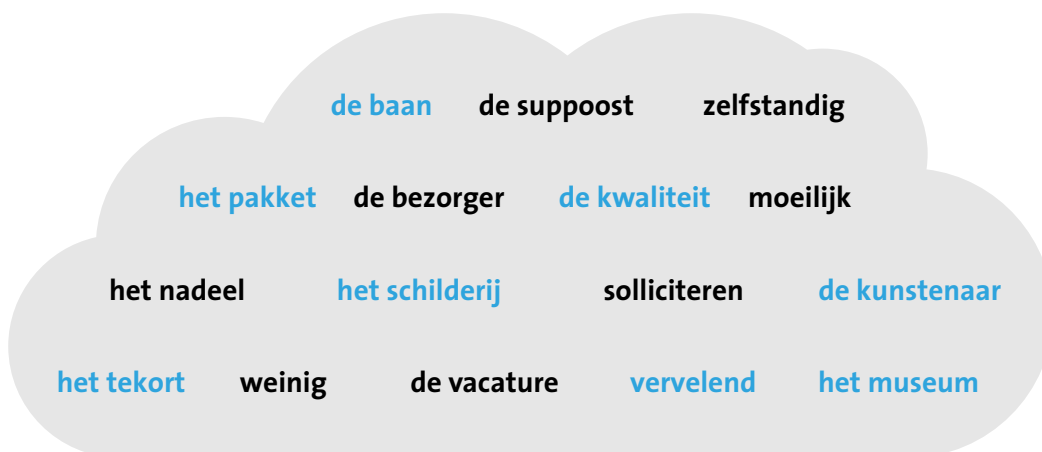 de baan de suppoost zelfstandig
het pakket de bezorger de kwaliteit moeilijk
het nadeel het schilderij solliciteren de kunstenaar
het tekort weinig de vacature vervelend het museum